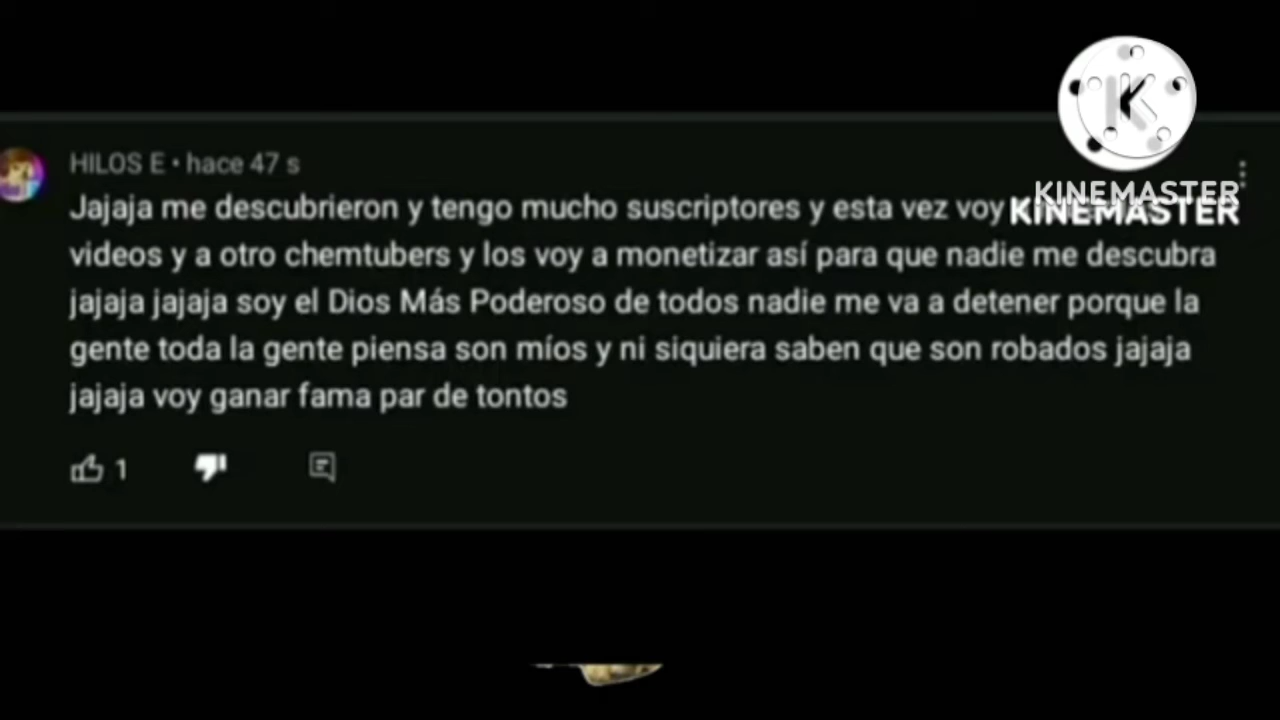 HILOS E • hace 47 s
Jajaja me descubrieron y tengo mucho suscriptores y esta vez voy
videos y a otro chemtubers y los voy a monetizar así para que nadie me descubra
jajaja jajaja soy el Dios Más Poderoso de todos nadie me va a detener porque la
gente toda la gente piensa son míos y ni siquiera saben que son robados jajaja
jajaja voy ganar fama par de tontos
1
K
KINEMASTER
KINEMASTER